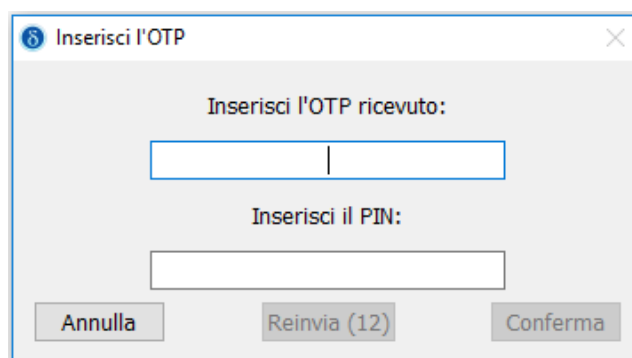 δ Inserisci l'OTP
Inserisci l'OTP ricevuto:
Inserisci il PIN:
Annulla Reinvia (12) Conferma